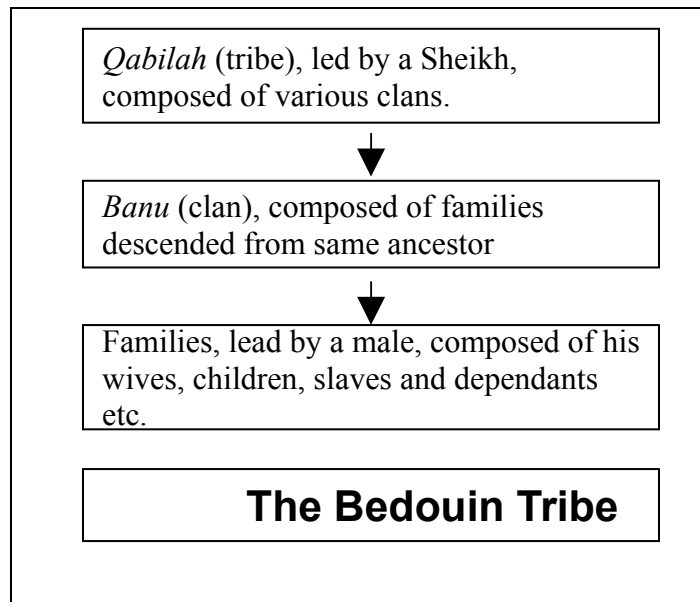 Qabilah (tribe), led by a Sheikh,
composed of various clans.
Banu (clan), composed of families
descended from same ancestor
Families, lead by a male, composed of his
wives, children, slaves and dependants
etc.
The Bedouin Tribe